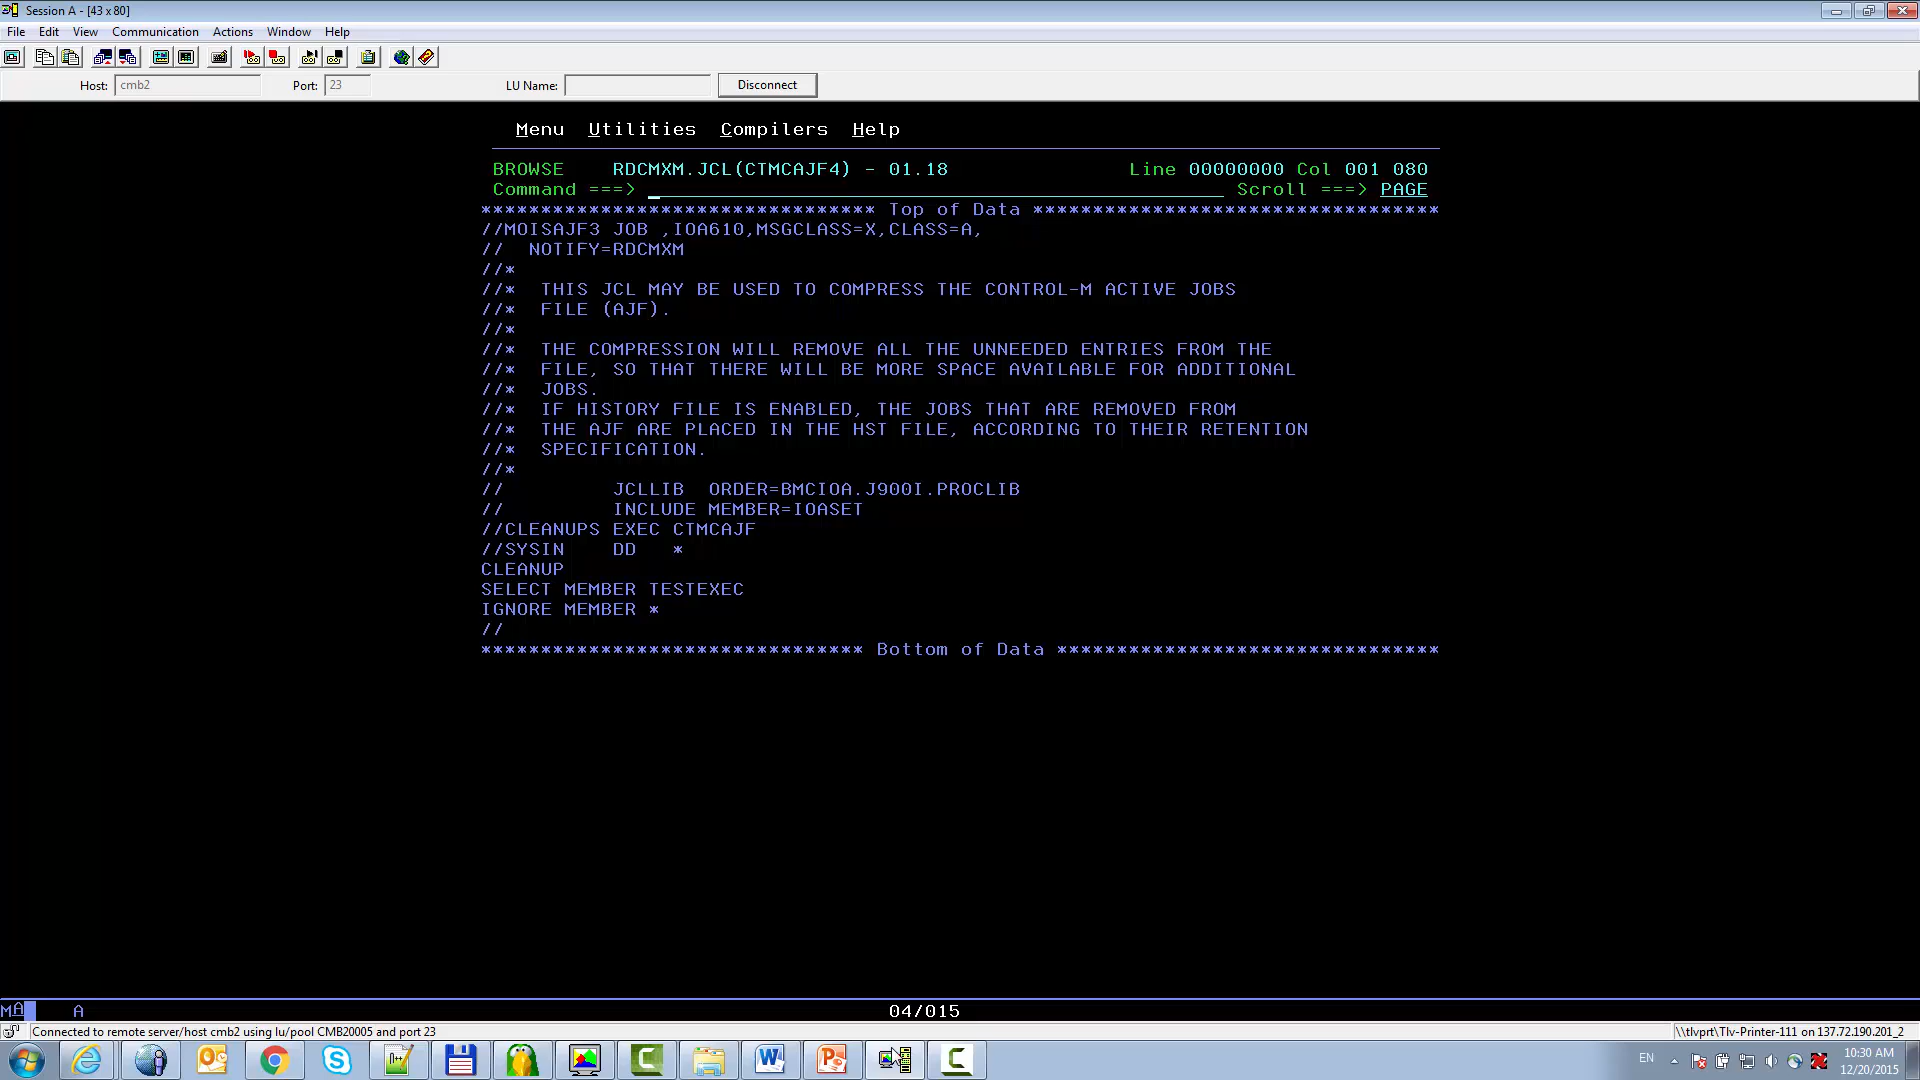 Session A - [43 x 80]
File Edit View Communication Actions Window Help
Host: cmb2 Port: 23 LU Name: Disconnect
Menu Utilities Compilers Help
BROWSE RDCMXM.JCL(CTMCAJF4) - 01.18 Line 00000000 Col 001 080
Command ===> Scroll ===> PAGE
********************************* Top of Data **********************************
//MOISAJF3 JOB ,IOA610,MSGCLASS=X,CLASS=A,
// NOTIFY=RDCMXM
//*
//* THIS JCL MAY BE USED TO COMPRESS THE CONTROL-M ACTIVE JOBS
//* FILE (AJF).
//*
//* THE COMPRESSION WILL REMOVE ALL THE UNNEEDED ENTRIES FROM THE
//* FILE, SO THAT THERE WILL BE MORE SPACE AVAILABLE FOR ADDITIONAL
//* JOBS.
//* IF HISTORY FILE IS ENABLED, THE JOBS THAT ARE REMOVED FROM
//* THE AJF ARE PLACED IN THE HST FILE, ACCORDING TO THEIR RETENTION
//* SPECIFICATION.
//*
// JCLLIB ORDER=BMCIOA.J900I.PROCLIB
// INCLUDE MEMBER=IOASET
//CLEANUPS EXEC CTMCAJF
//SYSIN DD *
CLEANUP
SELECT MEMBER TESTEXEC
IGNORE MEMBER *
//
******************************** Bottom of Data ********************************
MA A 04/015
Connected to remote server/host cmb2 using lu/pool CMB20005 and port 23 \\tlvprt\Tlv-Printer-111 on 137.72.190.201_2
EN 10:30 AM
12/20/2015